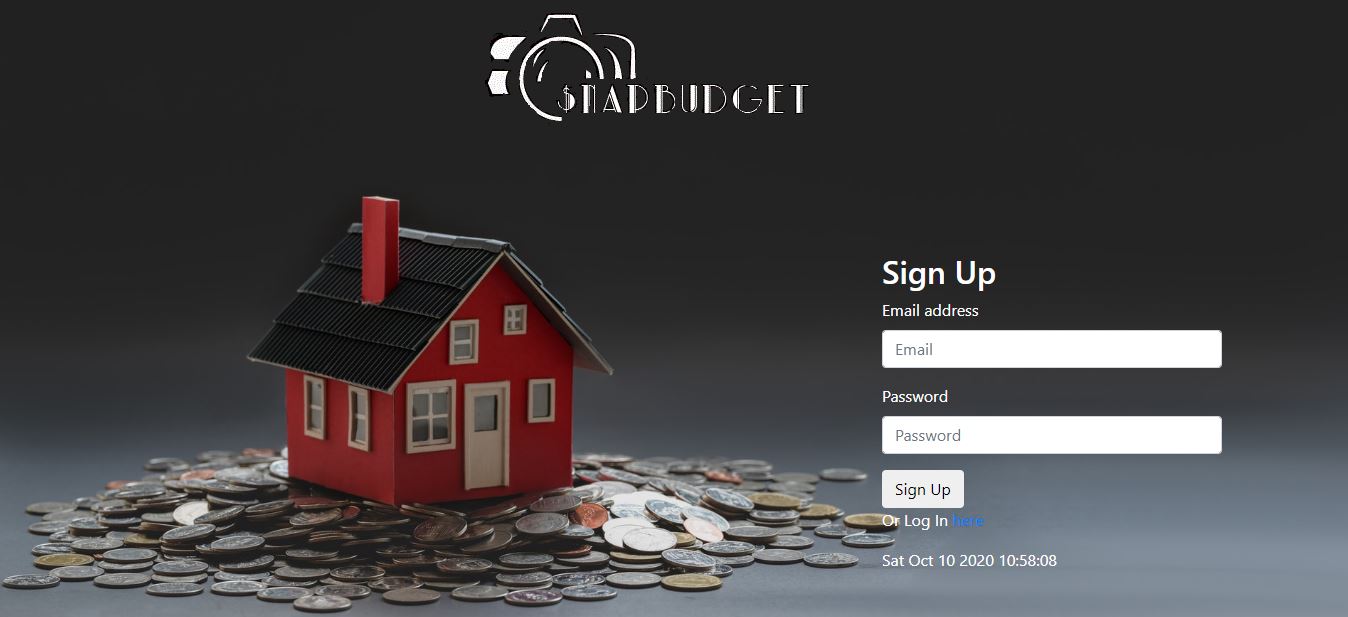 $NAPBUDGET
Sign Up
Email address
Email
Password
Password
Sign Up
Or Log In here
Sat Oct 10 2020 10:58:08